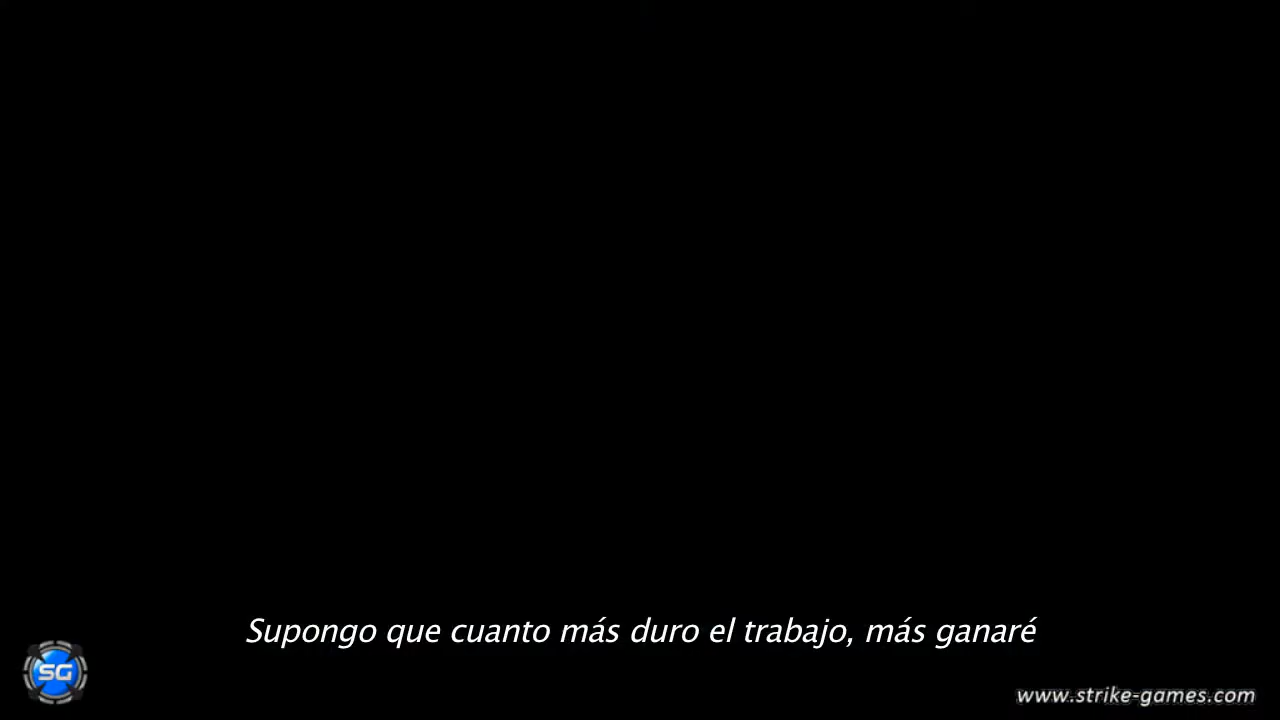 Supongo que cuanto más duro el trabajo, más ganaré
SG
www.strike-games.com